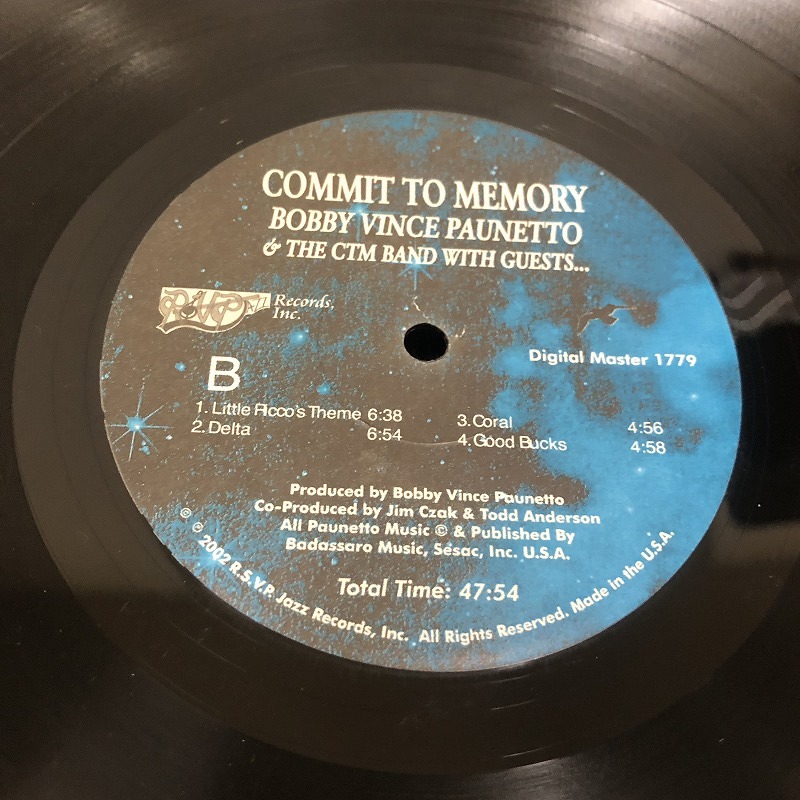 COMMIT TO MEMORY
BOBBY VINCE PAUNETTO
& THE CTM BAND WITH GUESTS...
RSVP
Records,
Inc.
Digital Master 1779
B
1. Little Ricco's Theme 6:38
2. Delta 6:54
3. Coral 4:56
4. Good Bucks 4:58
Produced by Bobby Vince Paunetto
Co-Produced by Jim Czak & Todd Anderson
All Paunetto Music © & Published By
Badassaro Music, Sesac, Inc. U.S.A.
Total Time: 47:54
© ℗ 2002 R.S.V.P. Jazz Records, Inc. All Rights Reserved. Made in the U.S.A.